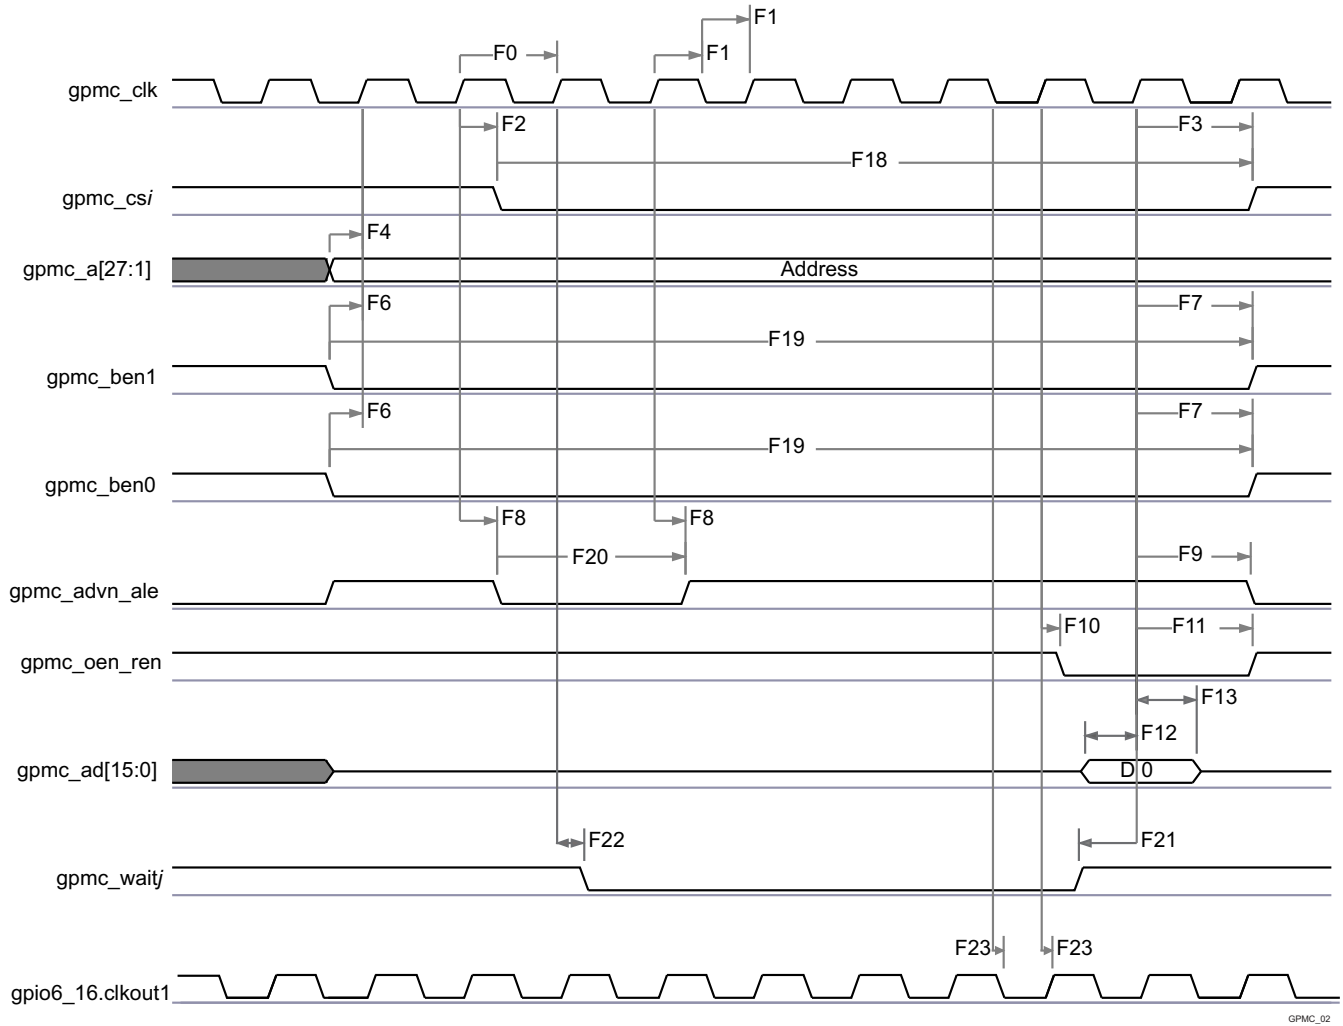 F1
F0
F1
gpmc_clk
F2
F3
F18
gpmc_csi
F4
gpmc_a[27:1]
Address
F6
F7
F19
gpmc_ben1
F6
F7
F19
gpmc_ben0
F8
F8
F20
F9
gpmc_advn_ale
F10
F11
gpmc_oen_ren
F13
F12
gpmc_ad[15:0]
D 0
F22
F21
gpmc_waitj
F23
F23
gpio6_16.clkout1
GPMC_02